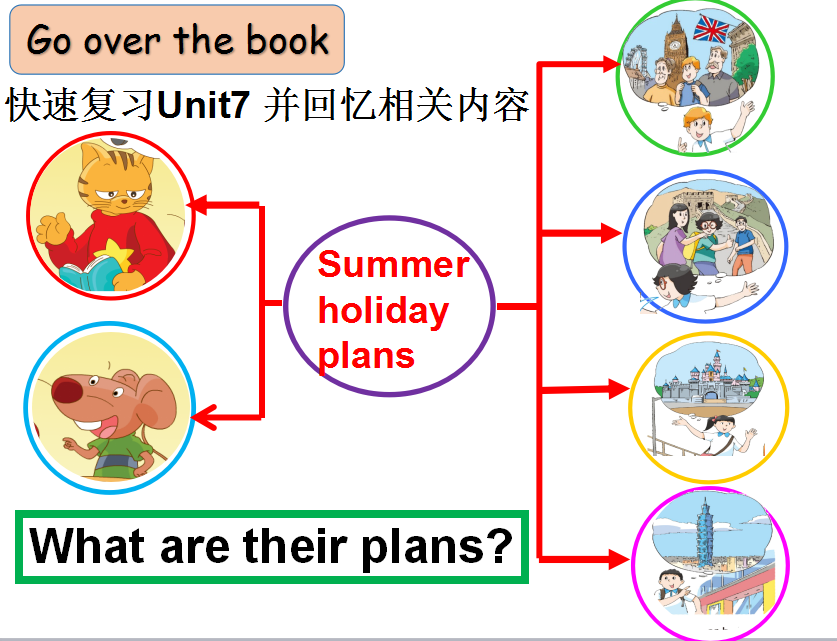 Go over the book
快速复习Unit7 并回忆相关内容
Summer
holiday
plans
What are their plans?